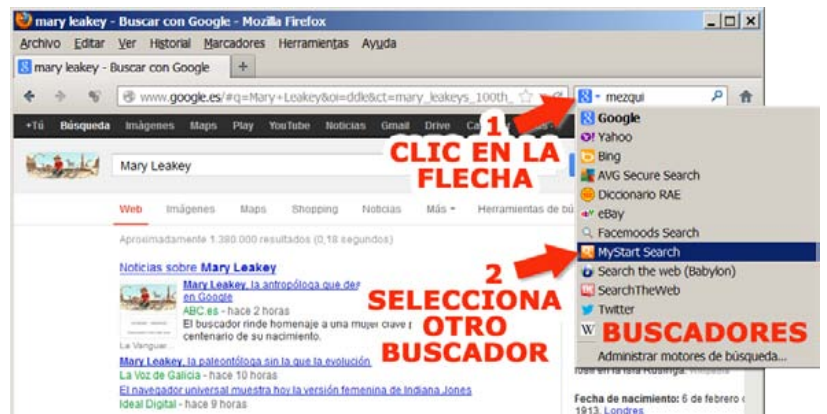 mary leakey - Buscar con Google - Mozilla Firefox
Archivo Editar Ver Historial Marcadores Herramientas Ayuda
mary leakey - Buscar con Google +
www.google.es/#q=Mary+Leakey&oi=ddle&ct=mary_leakeys_100th_
mezqui
+Tú Búsqueda Imágenes Maps Play YouTube Noticias Gmail Drive
1
CLIC EN LA
FLECHA
Mary Leakey
Web Imágenes Maps Shopping Noticias Más Herramientas de bú
Aproximadamente 1.380.000 resultados (0,18 segundos)
Google
Yahoo
Bing
AVG Secure Search
Diccionario RAE
eBay
Facemoods Search
MyStart Search
Search the web (Babylon)
SearchTheWeb
Twitter
W
BUSCADORES
Administrar motores de búsqueda...
2
SELECCIONA
OTRO
BUSCADOR
Noticias sobre Mary Leakey
Mary Leakey, la antropóloga que
en Google
ABC.es - hace 2 horas
El buscador rinde homenaje a una mujer clave
centenario de su nacimiento.
La Vanguar...
Mary Leakey, la paleontóloga sin la que la evolución
La Voz de Galicia - hace 10 horas
El navegador universal muestra hoy la versión femenina de Indiana Jones
Ideal Digital - hace 9 horas
Fecha de nacimiento: 6 de febrero
1913, Londres